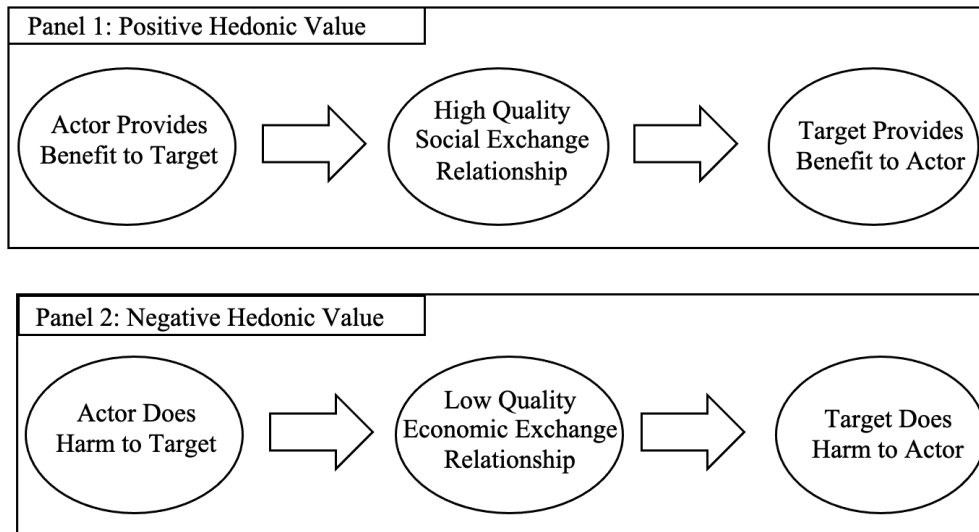 Panel 1: Positive Hedonic Value
Actor Provides
Benefit to Target
High Quality
Social Exchange
Relationship
Target Provides
Benefit to Actor
Panel 2: Negative Hedonic Value
Actor Does
Harm to Target
Low Quality
Economic Exchange
Relationship
Target Does
Harm to Actor